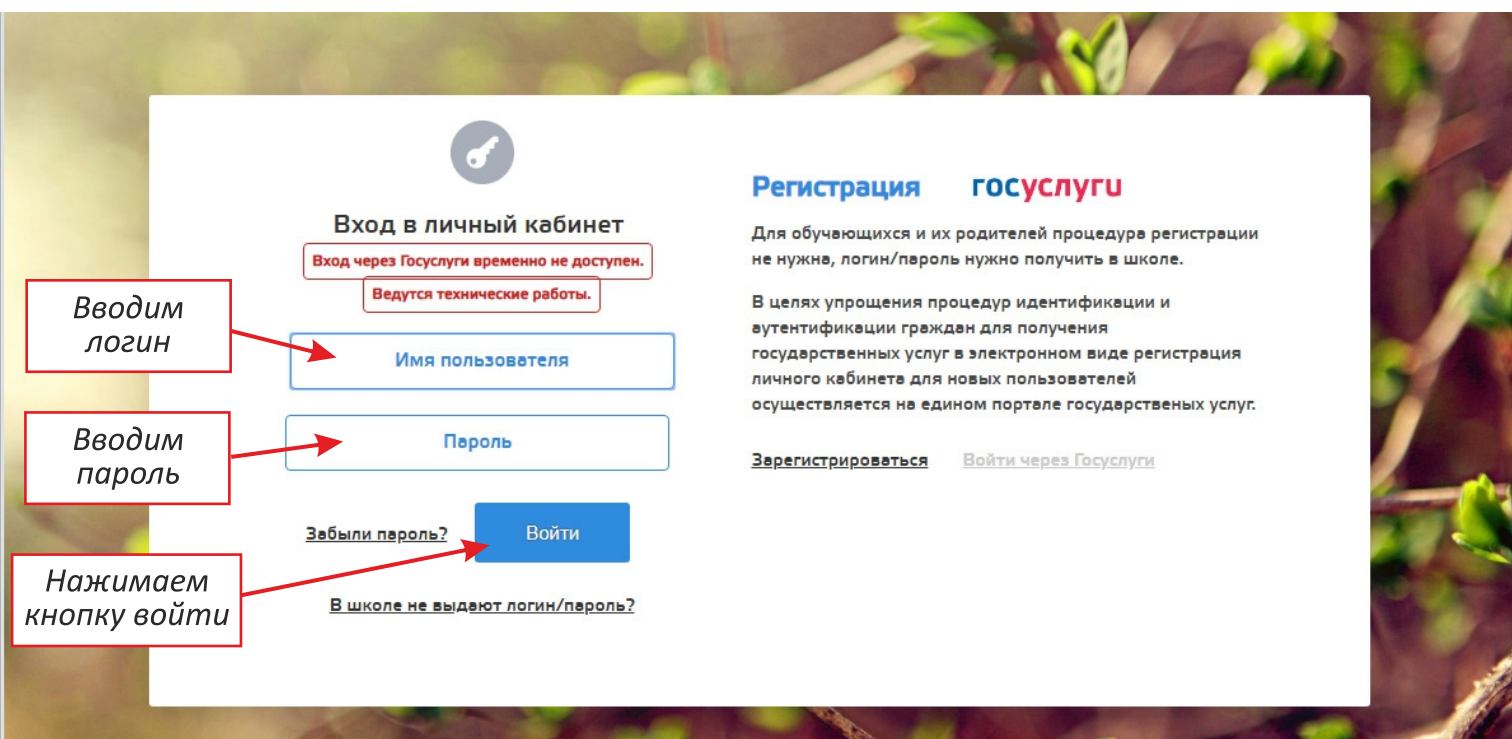 Вход в личный кабинет
Вход через Госуслуги временно не доступен.
Ведутся технические работы.
Вводим
логин
Имя пользователя
Вводим
пароль
Пароль
Забыли пароль?
Войти
Нажимаем
кнопку войти
В школе не выдают логин/пароль?
Регистрация госуслуги
Для обучающихся и их родителей процедура регистрации
не нужна, логин/пароль нужно получить в школе.
В целях упрощения процедур идентификации и
аутентификации граждан для получения
государственных услуг в электронном виде регистрация
личного кабинета для новых пользователей
осуществляется на едином портале государственых услуг.
Зарегистрироваться Войти через Госуслуги